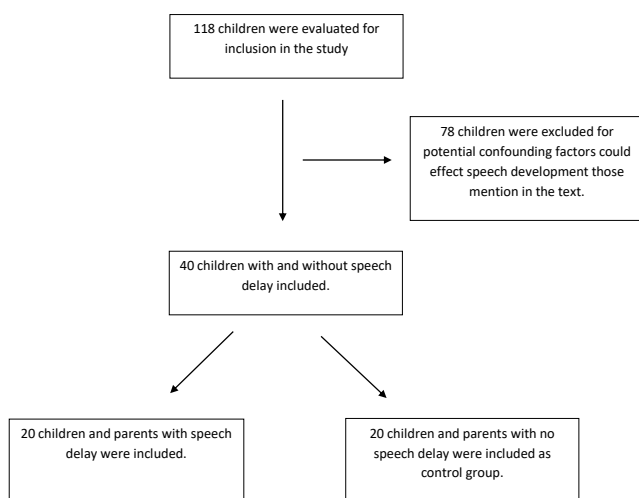 118 children were evaluated for
inclusion in the study
78 children were excluded for
potential confounding factors could
effect speech development those
mention in the text.
40 children with and without speech
delay included.
20 children and parents with speech
delay were included.
20 children and parents with no
speech delay were included as
control group.